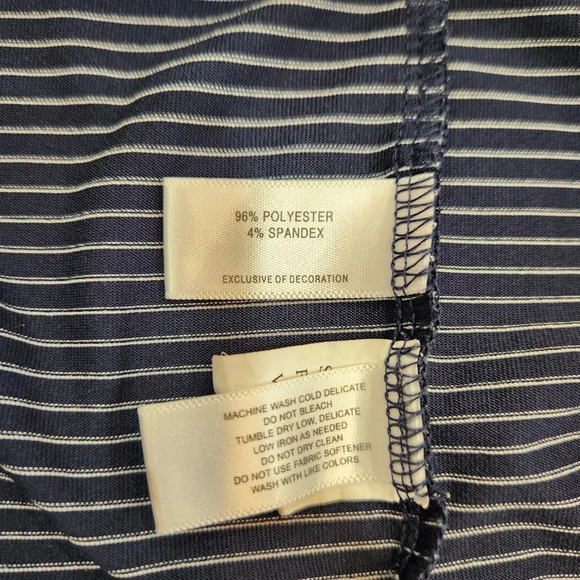 96% POLYESTER
4% SPANDEX
EXCLUSIVE OF DECORATION
MACHINE WASH COLD DELICATE
DO NOT BLEACH
TUMBLE DRY LOW, DELICATE
LOW IRON AS NEEDED
DO NOT DRY CLEAN
DO NOT USE FABRIC SOFTENER
WASH WITH LIKE COLORS